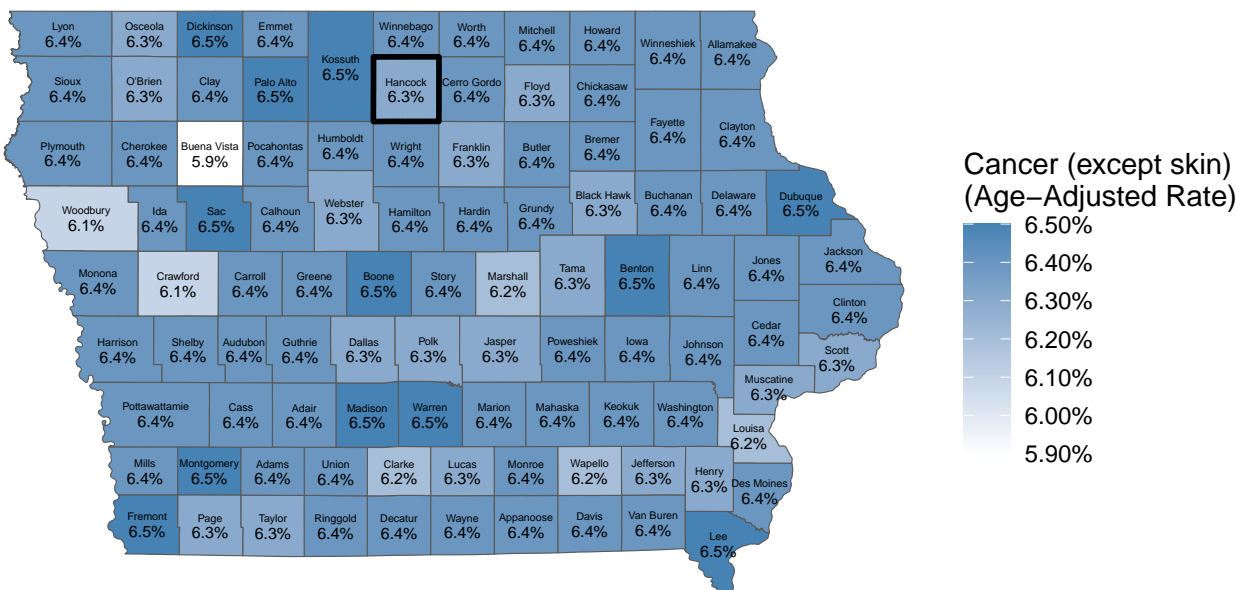 Lyon
6.4%
Osceola
6.3%
Dickinson
6.5%
Emmet
6.4%
Kossuth
6.5%
Winnebago
6.4%
Worth
6.4%
Mitchell
6.4%
Howard
6.4%
Winneshiek
6.4%
Allamakee
6.4%
Sioux
6.4%
O'Brien
6.3%
Clay
6.4%
Palo Alto
6.5%
Hancock
6.3%
Cerro Gordo
6.4%
Floyd
6.3%
Chickasaw
6.4%
Fayette
6.4%
Clayton
6.4%
Plymouth
6.4%
Cherokee
6.4%
Buena Vista
5.9%
Pocahontas
6.4%
Humboldt
6.4%
Wright
6.4%
Franklin
6.3%
Butler
6.4%
Bremer
6.4%
Woodbury
6.1%
Ida
6.4%
Sac
6.5%
Calhoun
6.4%
Webster
6.3%
Hamilton
6.4%
Hardin
6.4%
Grundy
6.4%
Black Hawk
6.3%
Buchanan
6.4%
Delaware
6.4%
Dubuque
6.5%
Monona
6.4%
Crawford
6.1%
Carroll
6.4%
Greene
6.4%
Boone
6.5%
Story
6.4%
Marshall
6.2%
Tama
6.3%
Benton
6.5%
Linn
6.4%
Jones
6.4%
Jackson
6.4%
Clinton
6.4%
Harrison
6.4%
Shelby
6.4%
Audubon
6.4%
Guthrie
6.4%
Dallas
6.3%
Polk
6.3%
Jasper
6.3%
Poweshiek
6.4%
Iowa
6.4%
Johnson
6.4%
Cedar
6.4%
Scott
6.3%
Muscatine
6.3%
Pottawattamie
6.4%
Cass
6.4%
Adair
6.4%
Madison
6.5%
Warren
6.5%
Marion
6.4%
Mahaska
6.4%
Keokuk
6.4%
Washington
6.4%
Louisa
6.2%
Mills
6.4%
Montgomery
6.5%
Adams
6.4%
Union
6.4%
Clarke
6.2%
Lucas
6.3%
Monroe
6.4%
Wapello
6.2%
Jefferson
6.3%
Henry
6.3%
Des Moines
6.4%
Fremont
6.5%
Page
6.3%
Taylor
6.3%
Ringgold
6.4%
Decatur
6.4%
Wayne
6.4%
Appanoose
6.4%
Davis
6.4%
Van Buren
6.4%
Lee
6.5%
Cancer (except skin)
(Age−Adjusted Rate)
6.50%
6.40%
6.30%
6.20%
6.10%
6.00%
5.90%